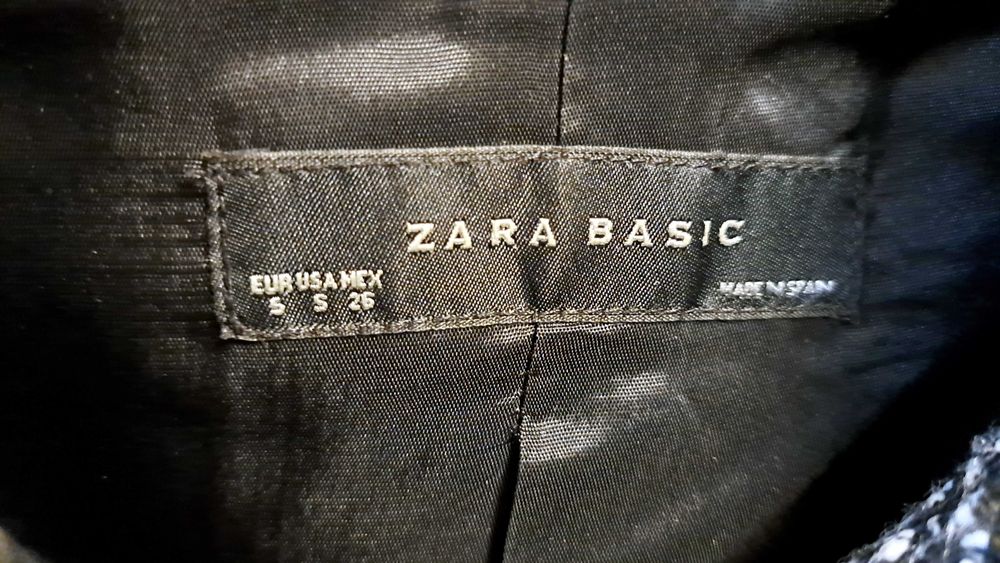 ZARA BASIC
EUR USA MEX
S S 26
MADE IN SPAIN